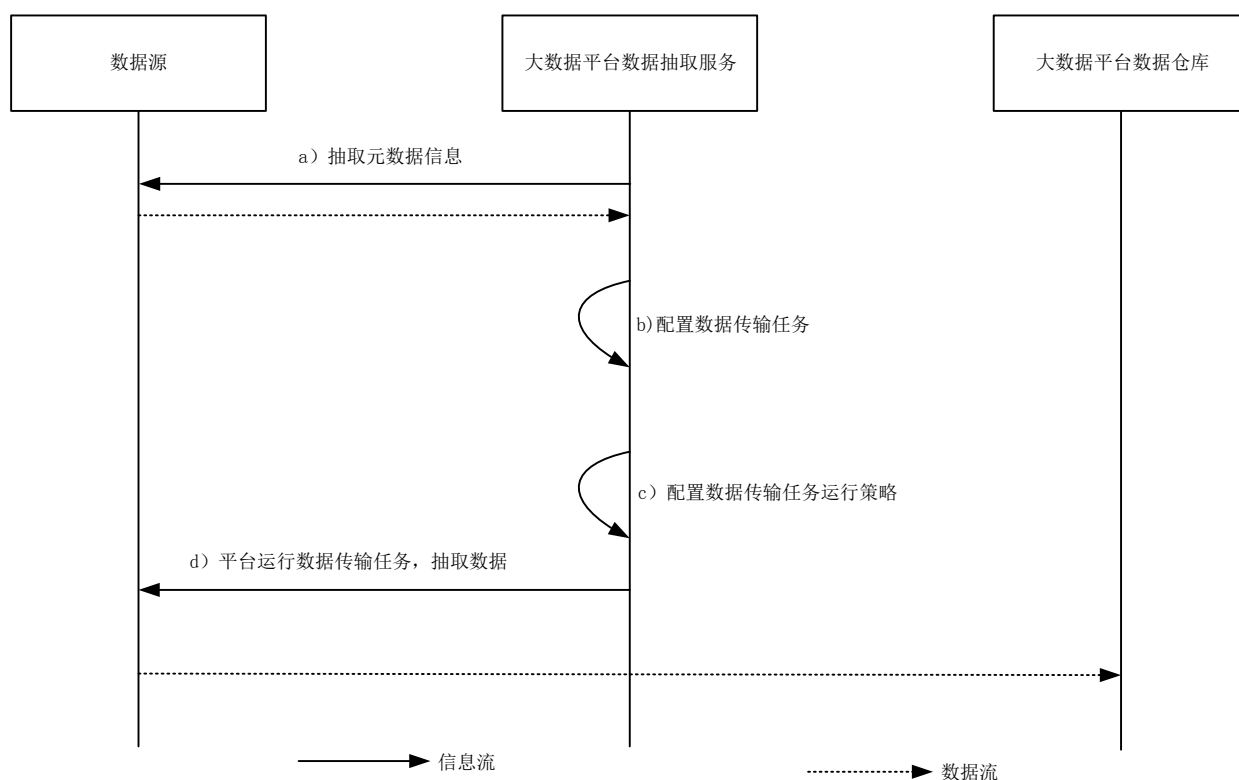 数据源
大数据平台数据抽取服务
大数据平台数据仓库
a）抽取元数据信息
b)配置数据传输任务
c）配置数据传输任务运行策略
d）平台运行数据传输任务，抽取数据
信息流
数据流